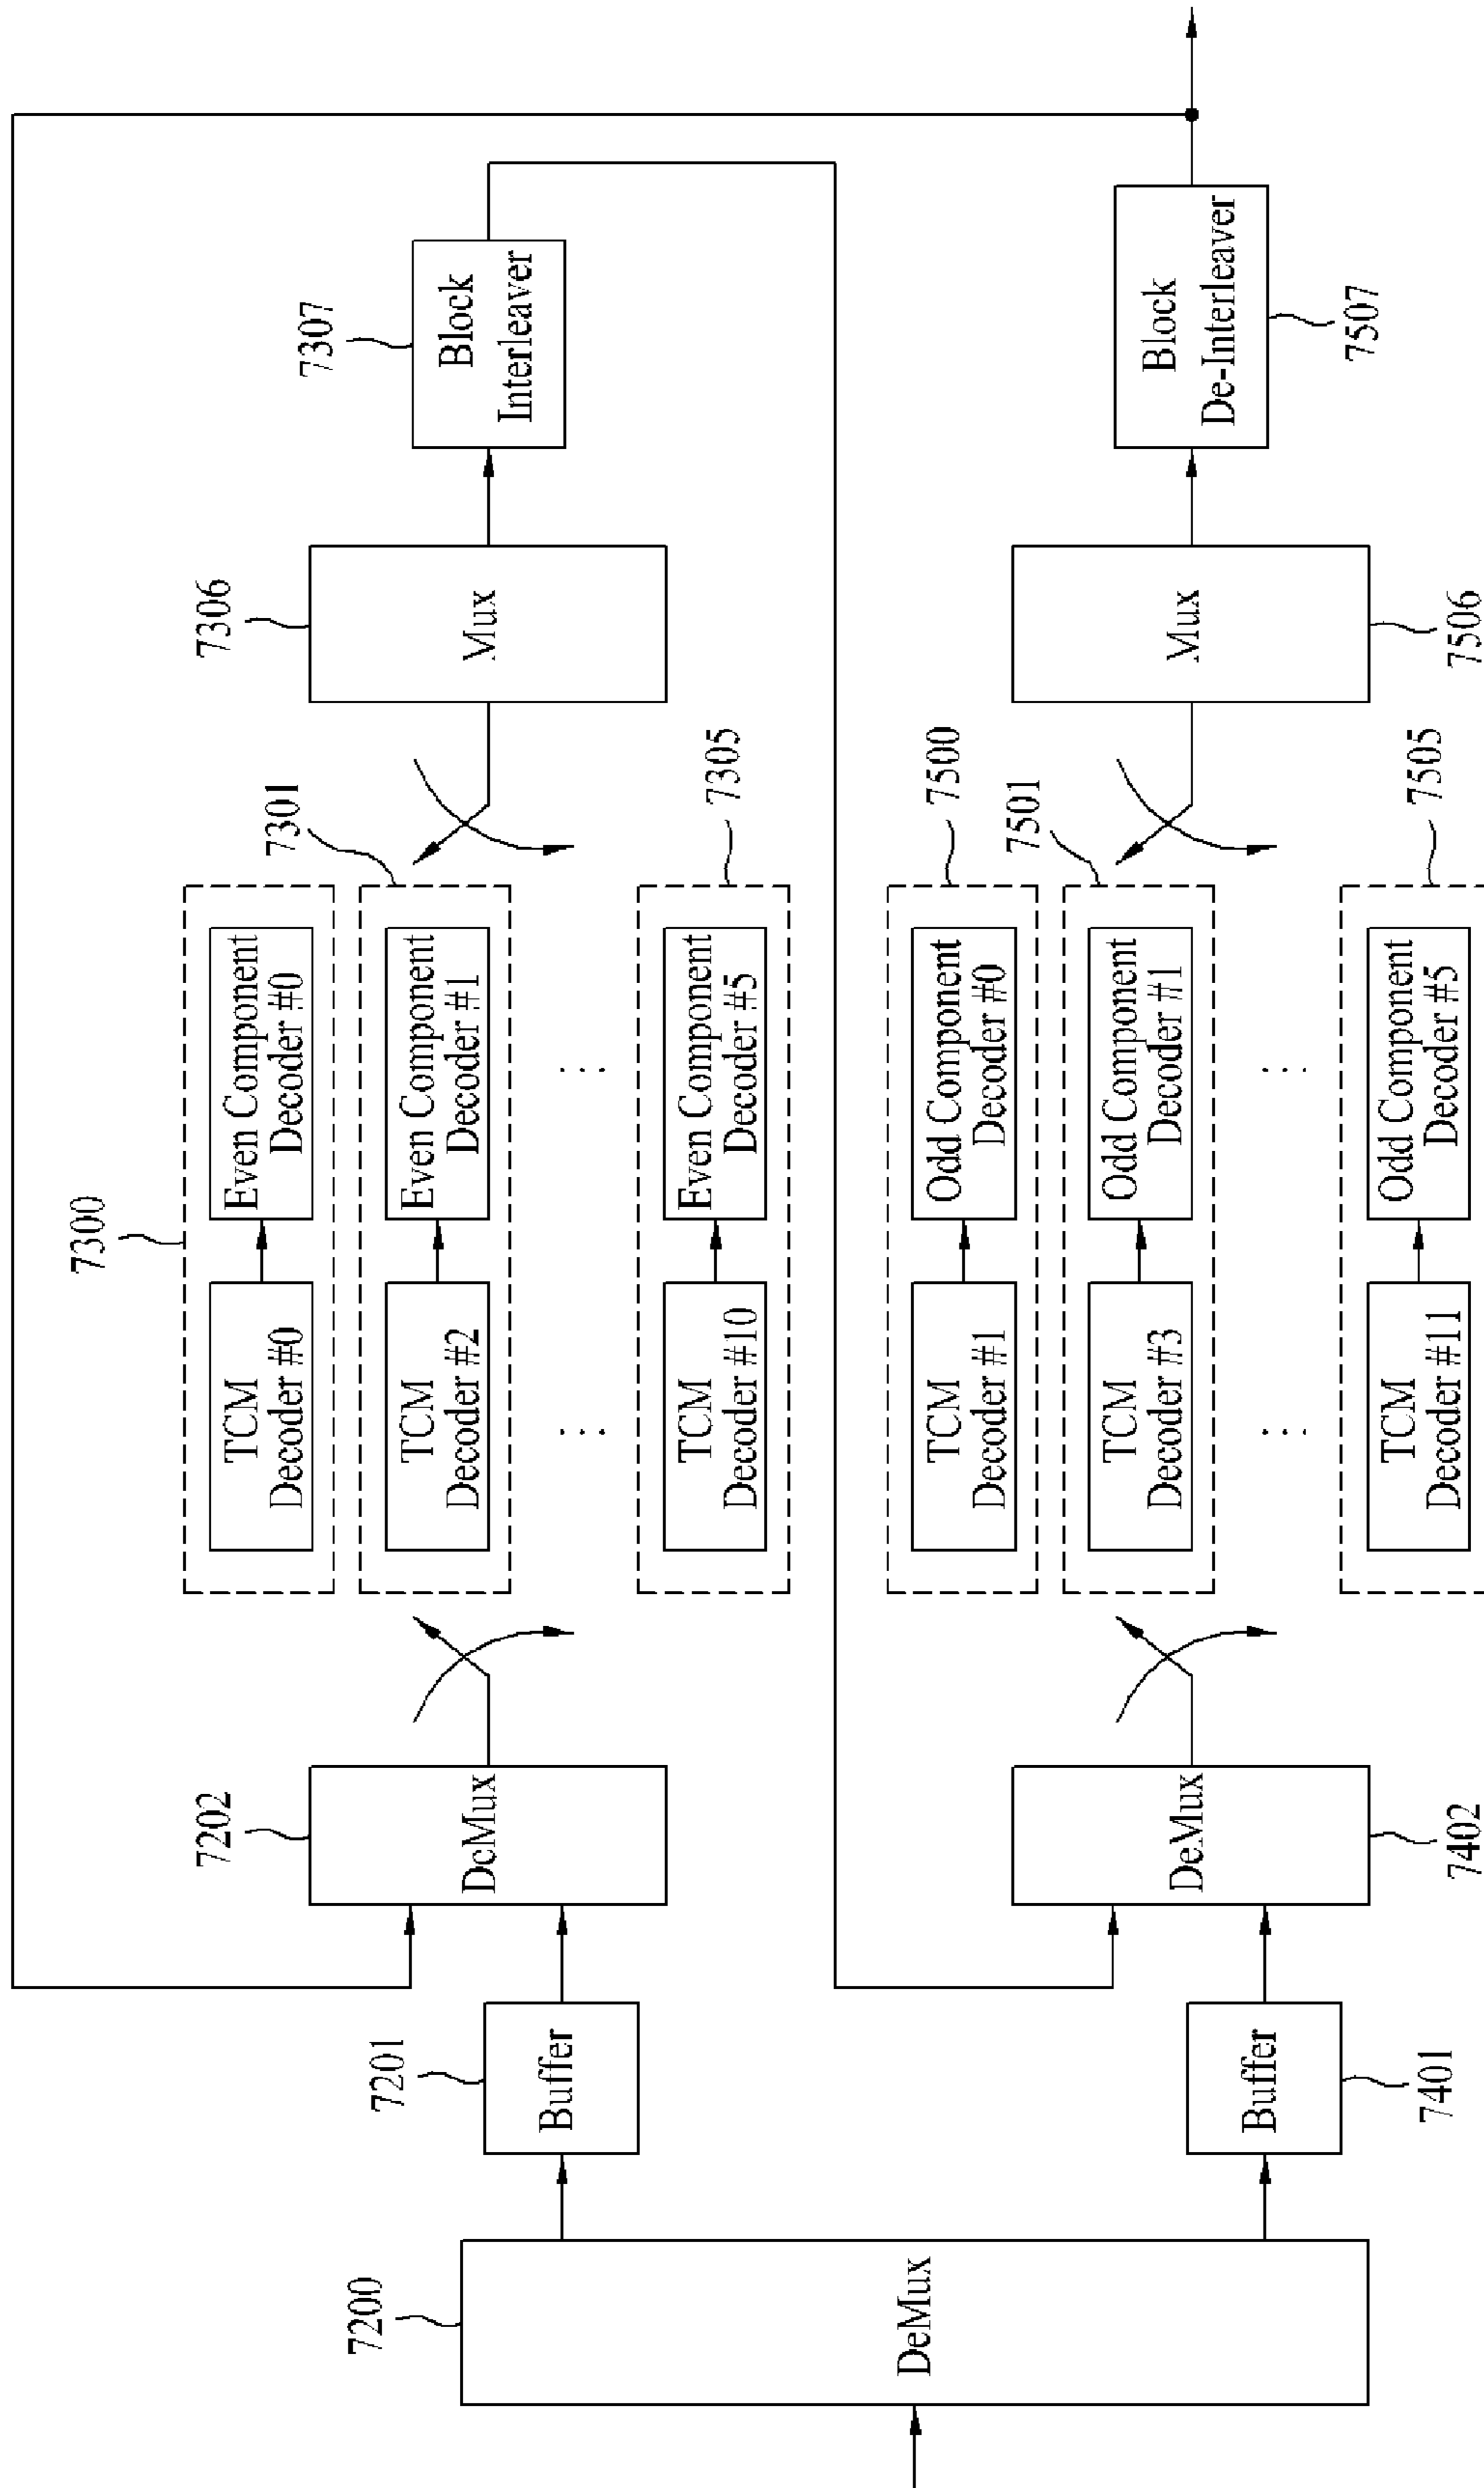 7200
DeMux
7201
Buffer
7202
DeMux
7300
TCM
Decoder #0
Even Component
Decoder #0
7301
TCM
Decoder #2
Even Component
Decoder #1
⋮
⋮
TCM
Decoder #10
Even Component
Decoder #5
7305
7306
Mux
7307
Block
Interleaver
7401
Buffer
7402
DeMux
TCM
Decoder #1
Odd Component
Decoder #0
7500
TCM
Decoder #3
Odd Component
Decoder #1
7501
⋮
⋮
TCM
Decoder #11
Odd Component
Decoder #5
7505
7506
Mux
Block
De-Interleaver
7507